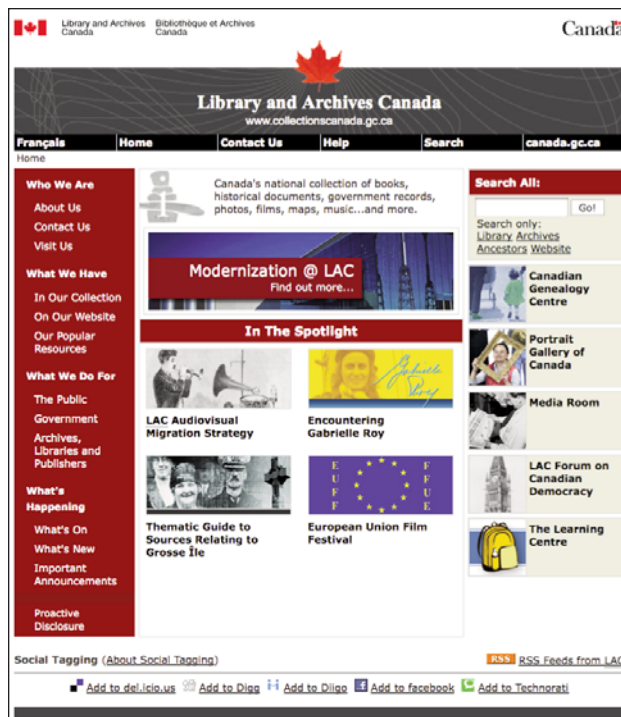 Library and Archives Canada
Bibliothèque et Archives Canada
Canada
Library and Archives Canada
www.collectionscanada.gc.ca
Français Home Contact Us Help Search canada.gc.ca
Home
Who We Are
About Us
Contact Us
Visit Us
What We Have
In Our Collection
On Our Website
Our Popular
Resources
What We Do For
The Public
Government
Archives,
Libraries and
Publishers
What's
Happening
What's On
What's New
Important
Announcements
Proactive
Disclosure
Canada's national collection of books,
historical documents, government records,
photos, films, maps, music...and more.
Modernization @ LAC
Find out more...
In The Spotlight
LAC Audiovisual
Migration Strategy
Encountering
Gabrielle Roy
Gabrielle
Roy
Thematic Guide to
Sources Relating to
Grosse Île
E F
U F
F U
F E
European Union Film
Festival
Search All:
Go!
Search only:
Library Archives
Ancestors Website
Canadian
Genealogy
Centre
Portrait
Gallery of
Canada
Media Room
LAC Forum on
Canadian
Democracy
The Learning
Centre
Social Tagging (About Social Tagging)
RSS RSS Feeds from LAC
Add to del.icio.us Add to Digg Add to Diigo Add to facebook Add to Technorati